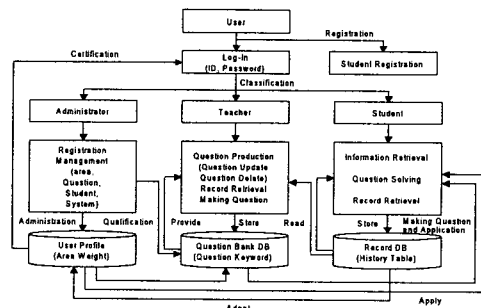 User
Registration
Certification
Log-In
(ID, Password)
Student Registration
Classification
Administrator
Teacher
Student
Registration
Management
(area,
Question,
Student,
System)
Question Production
(Question Update
Question Delete)
Record Retrieval
Making Question
Information Retrieval
Question Solving
Record Retrieval
Administration
Qualification
Provide
Store
Read
Store
Making Question
and Application
User Profile
(Area Weight)
Question Bank DB
(Question Keyword)
Record DB
(History Table)
Apply